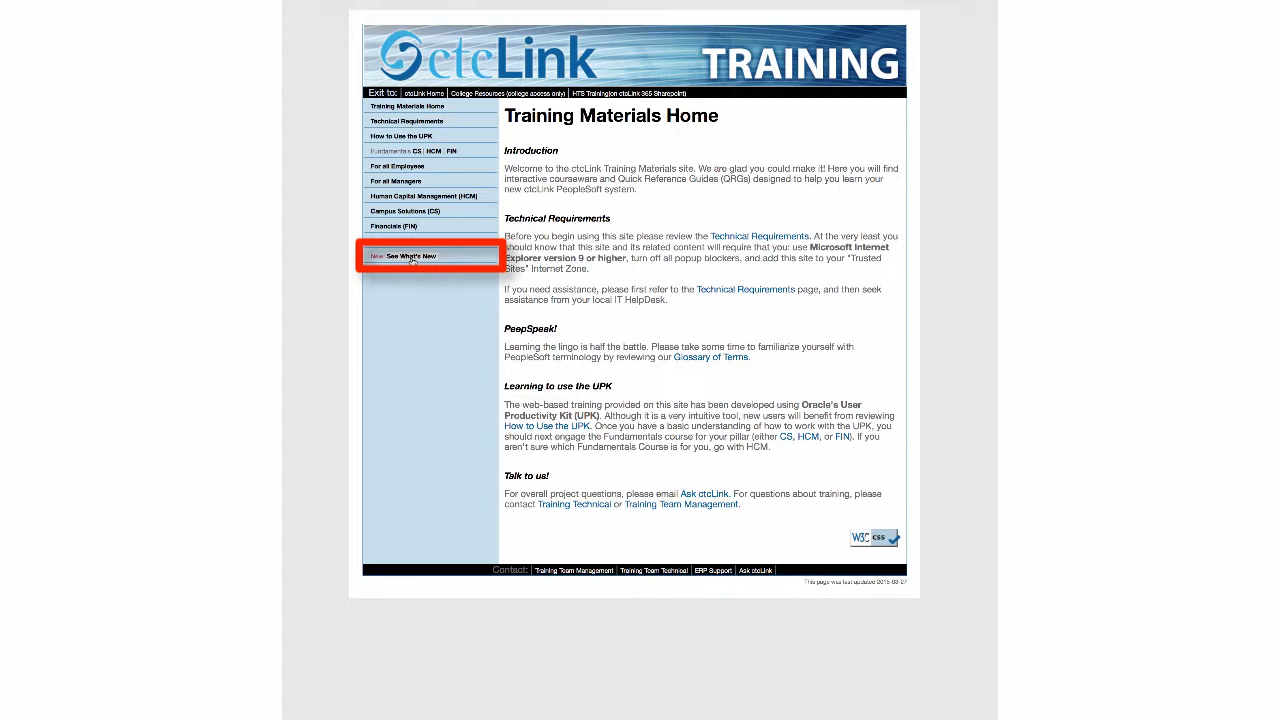 ctcLink TRAINING
Exit to: | ctcLink Home | College Resources (college access only) | HTS Training(on ctcLink 365 Sharepoint)
Training Materials Home
Technical Requirements
How to Use the UPK
Fundamentals CS | HCM | FIN
For all Employees
For all Managers
Human Capital Management (HCM)
Campus Solutions (CS)
Financials (FIN)
New! See What's New
Training Materials Home
Introduction
Welcome to the ctcLink Training Materials site. We are glad you could make it! Here you will find
interactive courseware and Quick Reference Guides (QRGs) designed to help you learn your
new ctcLink PeopleSoft system.
Technical Requirements
Before you begin using this site please review the Technical Requirements. At the very least you
should know that this site and its related content will require that you: use Microsoft Internet
Explorer version 9 or higher, turn off all popup blockers, and add this site to your "Trusted
Sites" Internet Zone.
If you need assistance, please first refer to the Technical Requirements page, and then seek
assistance from your local IT HelpDesk.
PeepSpeak!
Learning the lingo is half the battle. Please take some time to familiarize yourself with
PeopleSoft terminology by reviewing our Glossary of Terms.
Learning to use the UPK
The web-based training provided on this site has been developed using Oracle's User
Productivity Kit (UPK). Although it is a very intuitive tool, new users will benefit from reviewing
How to Use the UPK. Once you have a basic understanding of how to work with the UPK, you
should next engage the Fundamentals course for your pillar (either CS, HCM, or FIN). If you
aren't sure which Fundamentals Course is for you, go with HCM.
Talk to us!
For overall project questions, please email Ask ctcLink. For questions about training, please
contact Training Technical or Training Team Management.
W3C css
Contact: | Training Team Management | Training Team Technical | ERP Support | Ask ctcLink |
This page was last updated 2015-08-27